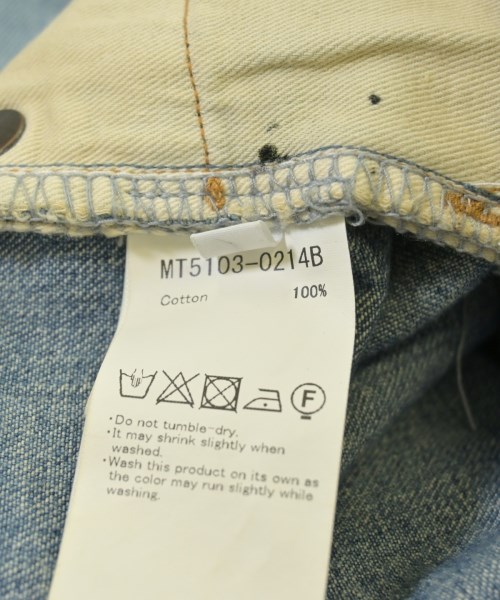 MT5103-0214B
Cotton 100%
F
・Do not tumble-dry.
・It may shrink slightly when
washed.
・Wash this product on its own as
the color may run slightly while
washing.